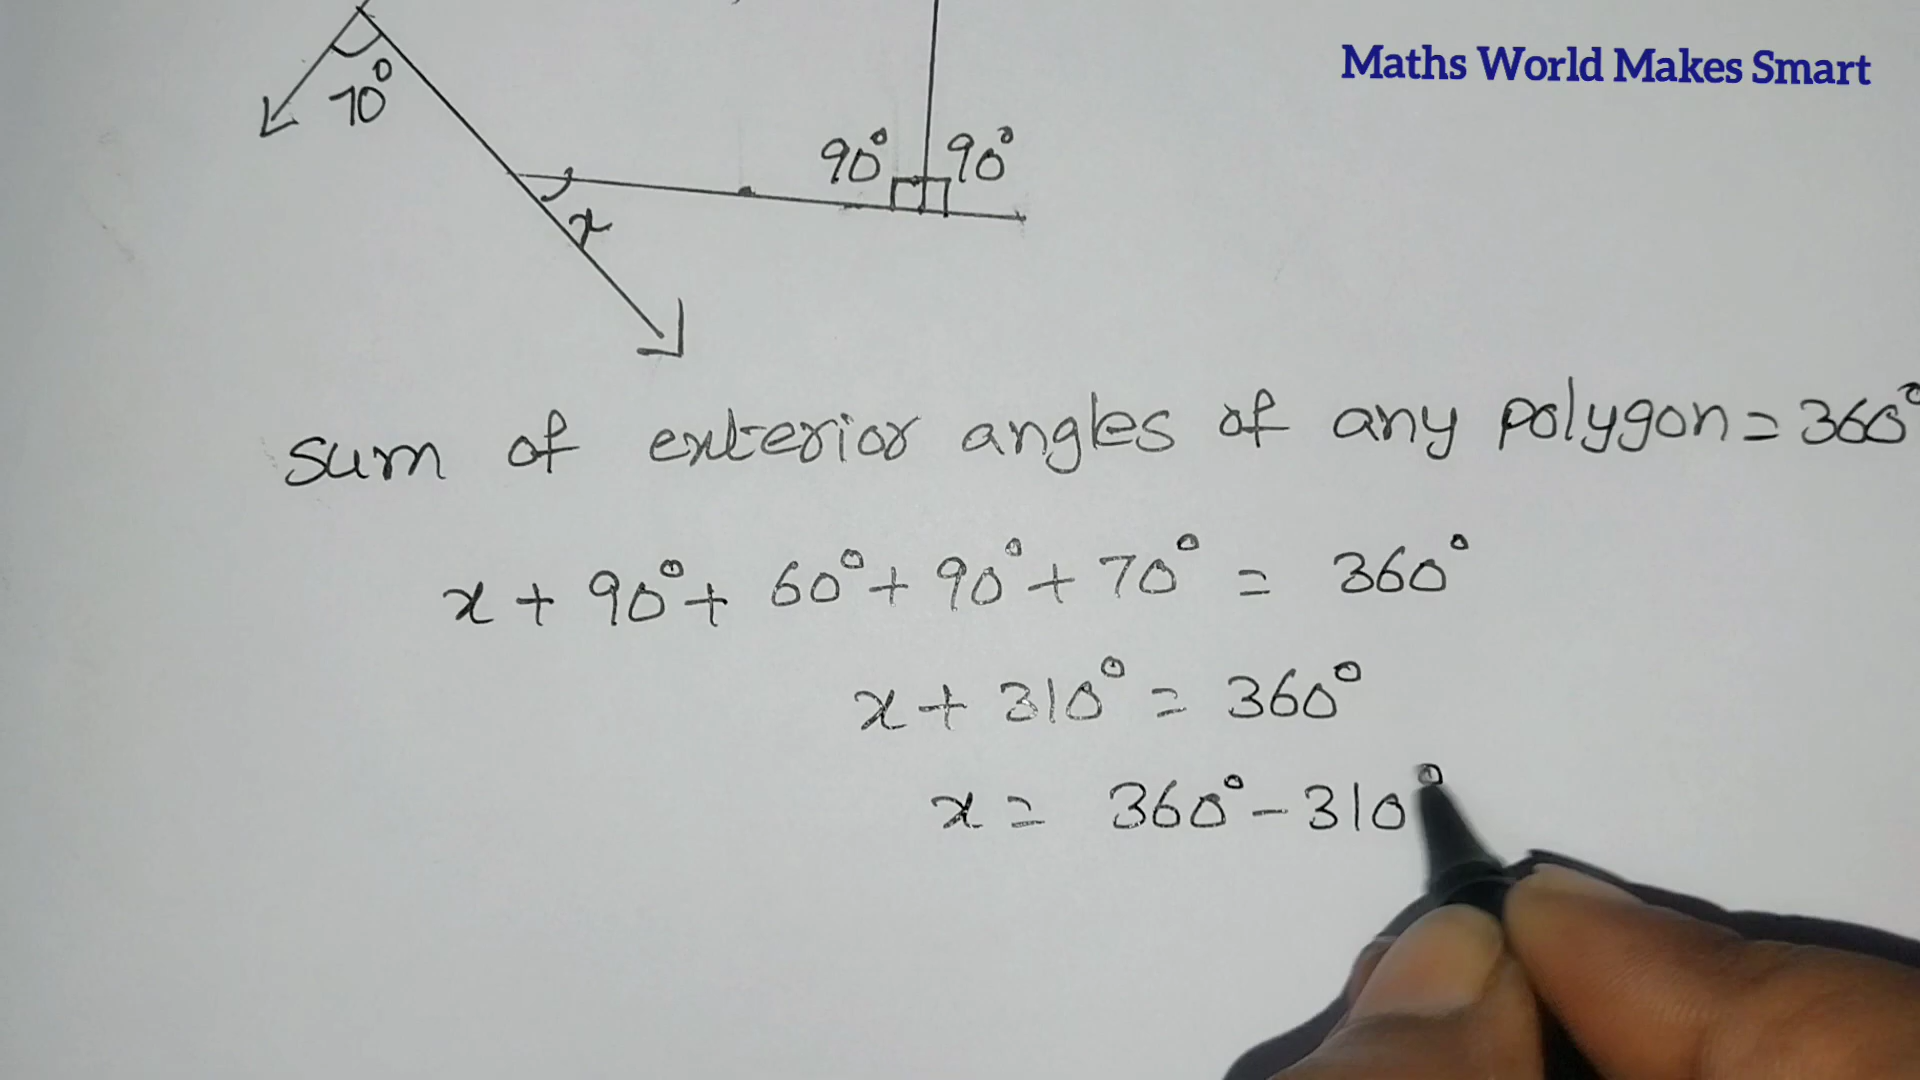 Maths World Makes Smart
70°
90° 90°
x
sum of exterior angles of any polygon = 360°
x + 90° + 60° + 90° + 70° = 360°
x + 310° = 360°
x = 360° - 310°